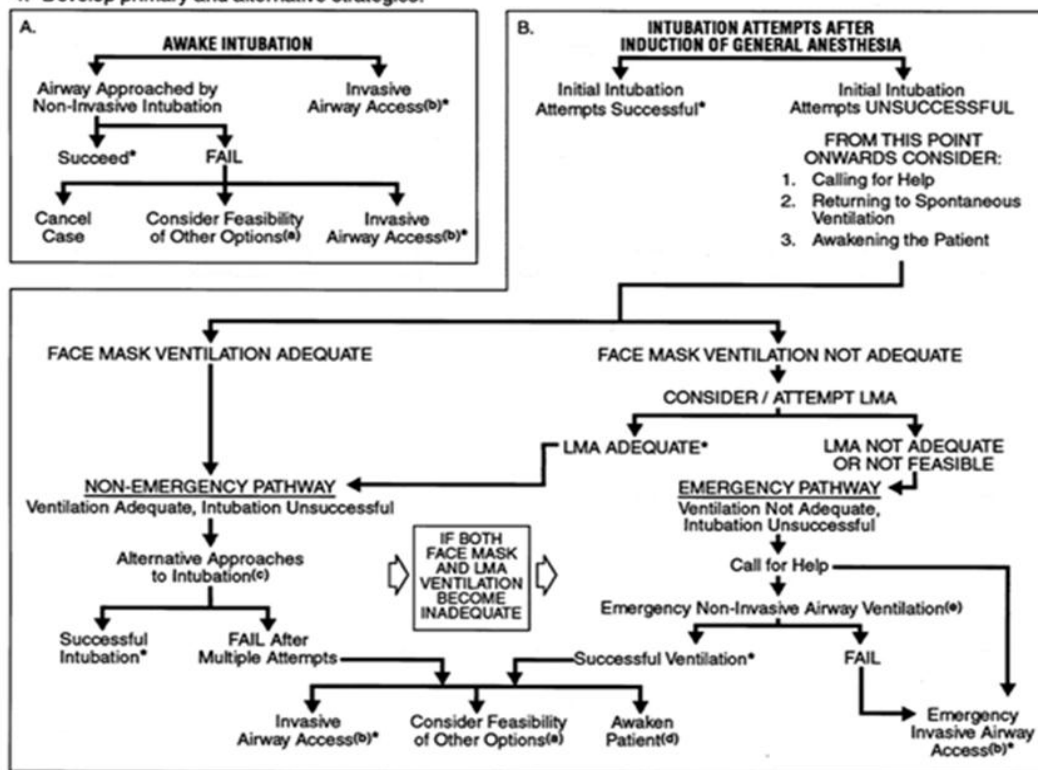 4. Develop primary and alternative strategies:
A.
AWAKE INTUBATION
Airway Approached by
Non-Invasive Intubation
Invasive
Airway Access(b)*
Succeed*
FAIL
Cancel
Case
Consider Feasibility
of Other Options(a)
Invasive
Airway Access(b)*
B.
INTUBATION ATTEMPTS AFTER
INDUCTION OF GENERAL ANESTHESIA
Initial Intubation
Attempts Successful*
Initial Intubation
Attempts UNSUCCESSFUL
FROM THIS POINT
ONWARDS CONSIDER:
1. Calling for Help
2. Returning to Spontaneous
Ventilation
3. Awakening the Patient
FACE MASK VENTILATION ADEQUATE
FACE MASK VENTILATION NOT ADEQUATE
CONSIDER / ATTEMPT LMA
LMA ADEQUATE*
LMA NOT ADEQUATE
OR NOT FEASIBLE
NON-EMERGENCY PATHWAY
Ventilation Adequate, Intubation Unsuccessful
EMERGENCY PATHWAY
Ventilation Not Adequate,
Intubation Unsuccessful
Alternative Approaches
to Intubation(c)
IF BOTH
FACE MASK
AND LMA
VENTILATION
BECOME
INADEQUATE
Call for Help
Emergency Non-Invasive Airway Ventilation(e)
Successful
Intubation*
FAIL After
Multiple Attempts
Successful Ventilation*
FAIL
Invasive
Airway Access(b)*
Consider Feasibility
of Other Options(a)
Awaken
Patient(d)
Emergency
Invasive Airway
Access(b)*